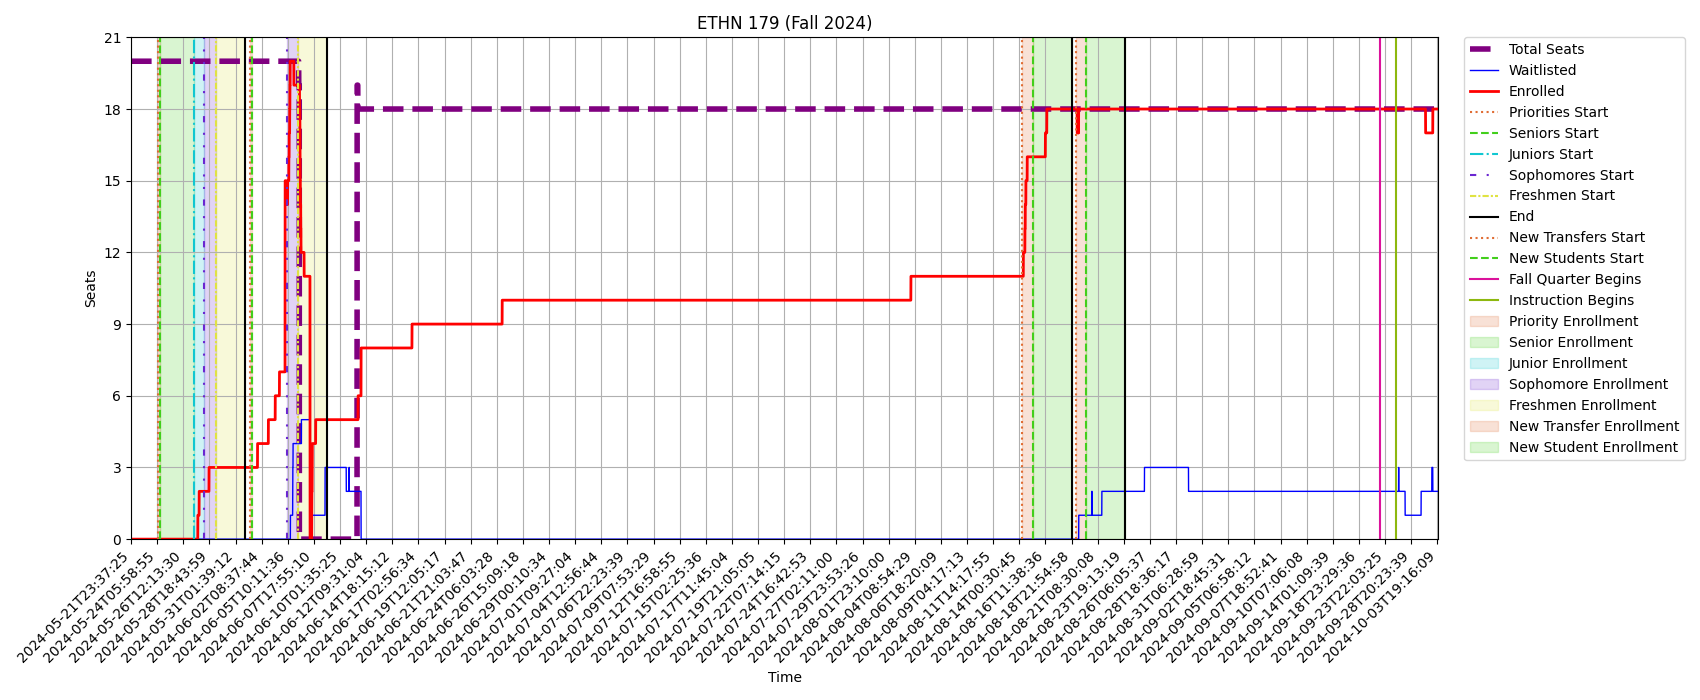 ETHN 179 (Fall 2024)
21
18
15
12
9
6
3
0
Seats
2024-05-21T23:37:25
2024-05-24T05:58:55
2024-05-26T12:13:30
2024-05-28T18:43:59
2024-05-31T01:39:12
2024-06-02T08:37:44
2024-06-05T10:11:36
2024-06-07T17:55:10
2024-06-10T01:35:25
2024-06-12T09:31:04
2024-06-14T18:15:12
2024-06-17T02:56:34
2024-06-19T12:05:17
2024-06-21T21:03:47
2024-06-24T06:03:28
2024-06-26T15:09:18
2024-06-29T00:10:34
2024-07-01T09:27:04
2024-07-04T12:56:44
2024-07-06T22:23:39
2024-07-09T07:53:29
2024-07-12T16:58:55
2024-07-15T02:25:36
2024-07-17T11:45:04
2024-07-19T21:05:05
2024-07-22T07:14:15
2024-07-24T16:42:53
2024-07-27T02:11:00
2024-07-29T23:53:26
2024-08-01T23:10:00
2024-08-04T08:54:29
2024-08-06T18:20:09
2024-08-09T04:17:13
2024-08-11T14:17:55
2024-08-14T00:30:45
2024-08-16T11:38:36
2024-08-18T21:54:58
2024-08-21T08:30:08
2024-08-23T19:13:19
2024-08-26T06:05:37
2024-08-28T18:36:17
2024-08-31T06:28:59
2024-09-02T18:45:31
2024-09-05T06:58:12
2024-09-07T18:52:41
2024-09-10T07:06:08
2024-09-14T01:09:39
2024-09-18T23:29:36
2024-09-23T22:03:25
2024-09-28T20:23:39
2024-10-03T19:16:09
Time
Total Seats
Waitlisted
Enrolled
Priorities Start
Seniors Start
Juniors Start
Sophomores Start
Freshmen Start
End
New Transfers Start
New Students Start
Fall Quarter Begins
Instruction Begins
Priority Enrollment
Senior Enrollment
Junior Enrollment
Sophomore Enrollment
Freshmen Enrollment
New Transfer Enrollment
New Student Enrollment